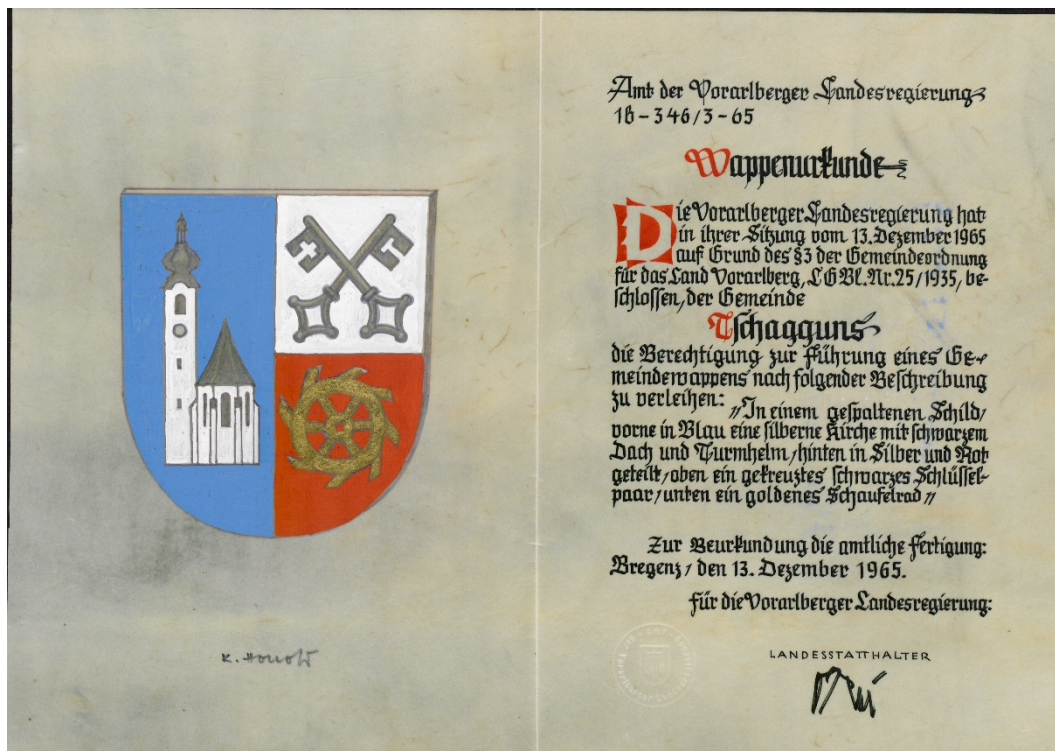 K. Honold
Amt der Vorarlberger Landesregierung
Ib-346/3-65
Wappenurkunde
Die Vorarlberger Landesregierung hat
in ihrer Sitzung vom 13. Dezember 1965
auf Grund des §3 der Gemeindeordnung
für das Land Vorarlberg, LGBl.Nr.25/1935, be-
schlossen, der Gemeinde
Tschagguns
die Berechtigung zur Führung eines Ge-
meindewappens nach folgender Beschreibung
zu verleihen:
"In einem gespaltenen Schild,
vorne in Blau eine silberne Kirche mit schwarzem
Dach und Turmhelm, hinten in Silber und Rot
geteilt, oben ein gekreuztes schwarzes Schlüssel-
paar, unten ein goldenes Schaufelrad"
Zur Beurkundung die amtliche Fertigung:
Bregenz, den 13. Dezember 1965.
Für die Vorarlberger Landesregierung:
LANDESSTATTHALTER